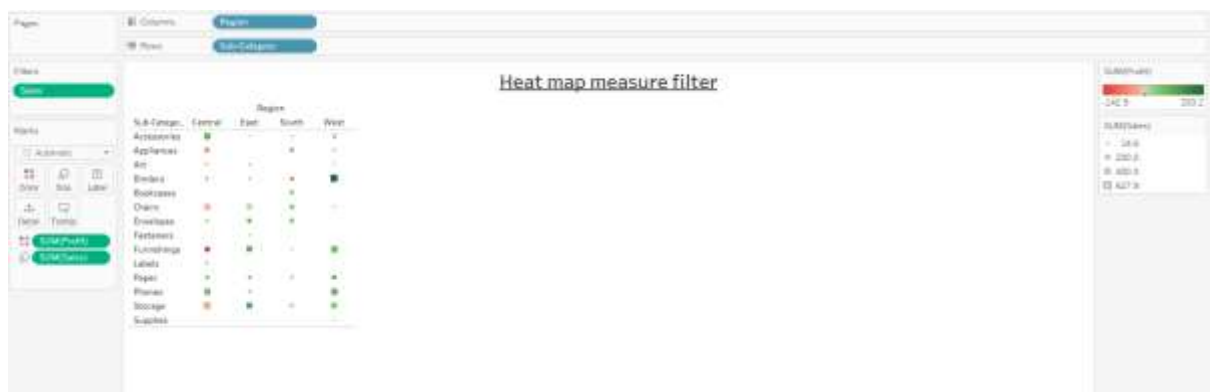 Pages
Columns
Region
Rows
Sub-Category
Filters
Sales
Heat map measure filter
Marks
Automatic
Color Size Label
Detail Tooltip
SUM(Profit)
SUM(Sales)
Region
Sub-Catego.. Central East South West
Accessories
Appliances
Art
Binders
Bookcases
Chairs
Envelopes
Fasteners
Furnishings
Labels
Paper
Phones
Storage
Supplies
SUM(Profit)
SUM(Sales)